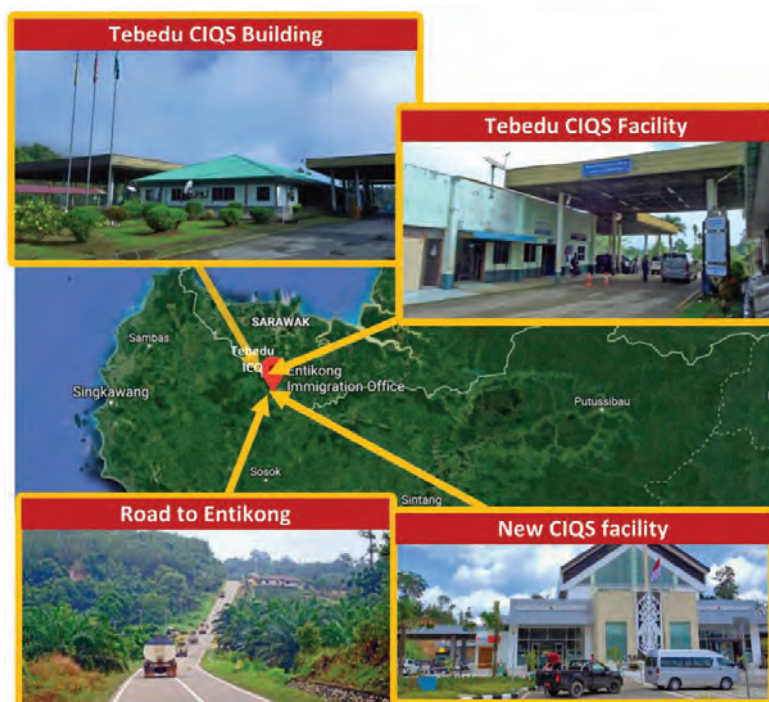 Tebedu CIQS Building
Tebedu CIQS Facility
SARAWAK
Sambas
Tebedu
ICQ
Entikong
Immigration Office
Singkawang
Putussibau
Sosok
Sintang
Road to Entikong
New CIQS facility